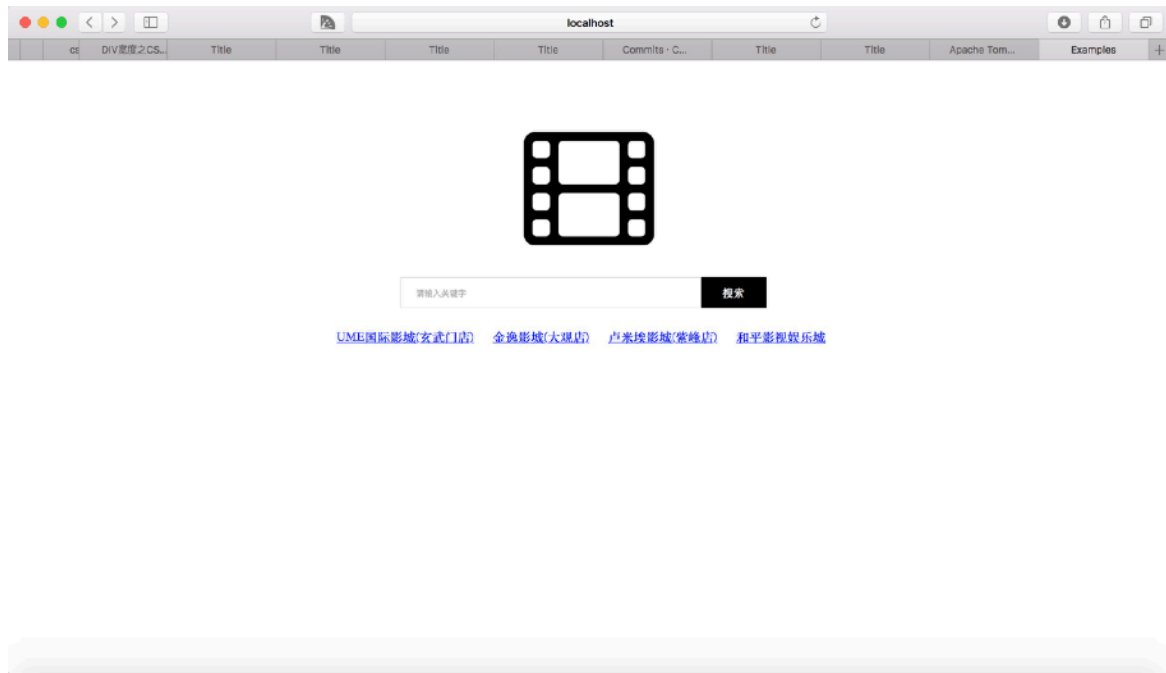 localhost
cs DIV宽度之CS... Title Title Title Title Commits · C... Title Title Apache Tom... Examples +
请输入关键字 搜索
UME国际影城(玄武门店) 金逸影城(大观店) 卢米埃影城(紫峰店) 和平影视娱乐城